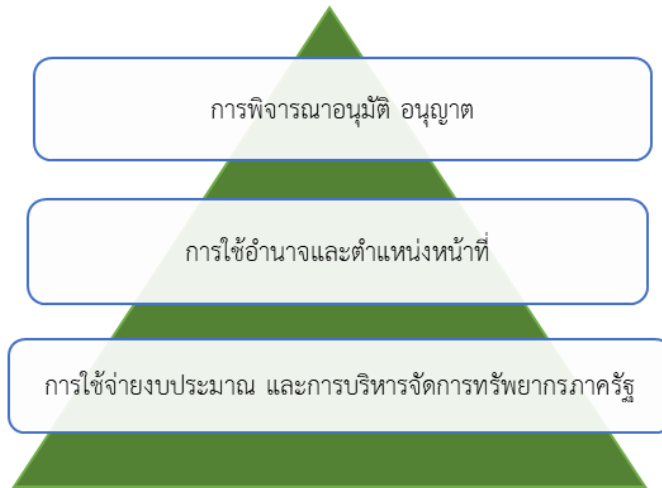 การพิจารณาอนุมัติ อนุญาต
การใช้อำนาจและตำแหน่งหน้าที่
การใช้จ่ายงบประมาณ และการบริหารจัดการทรัพยากรภาครัฐ